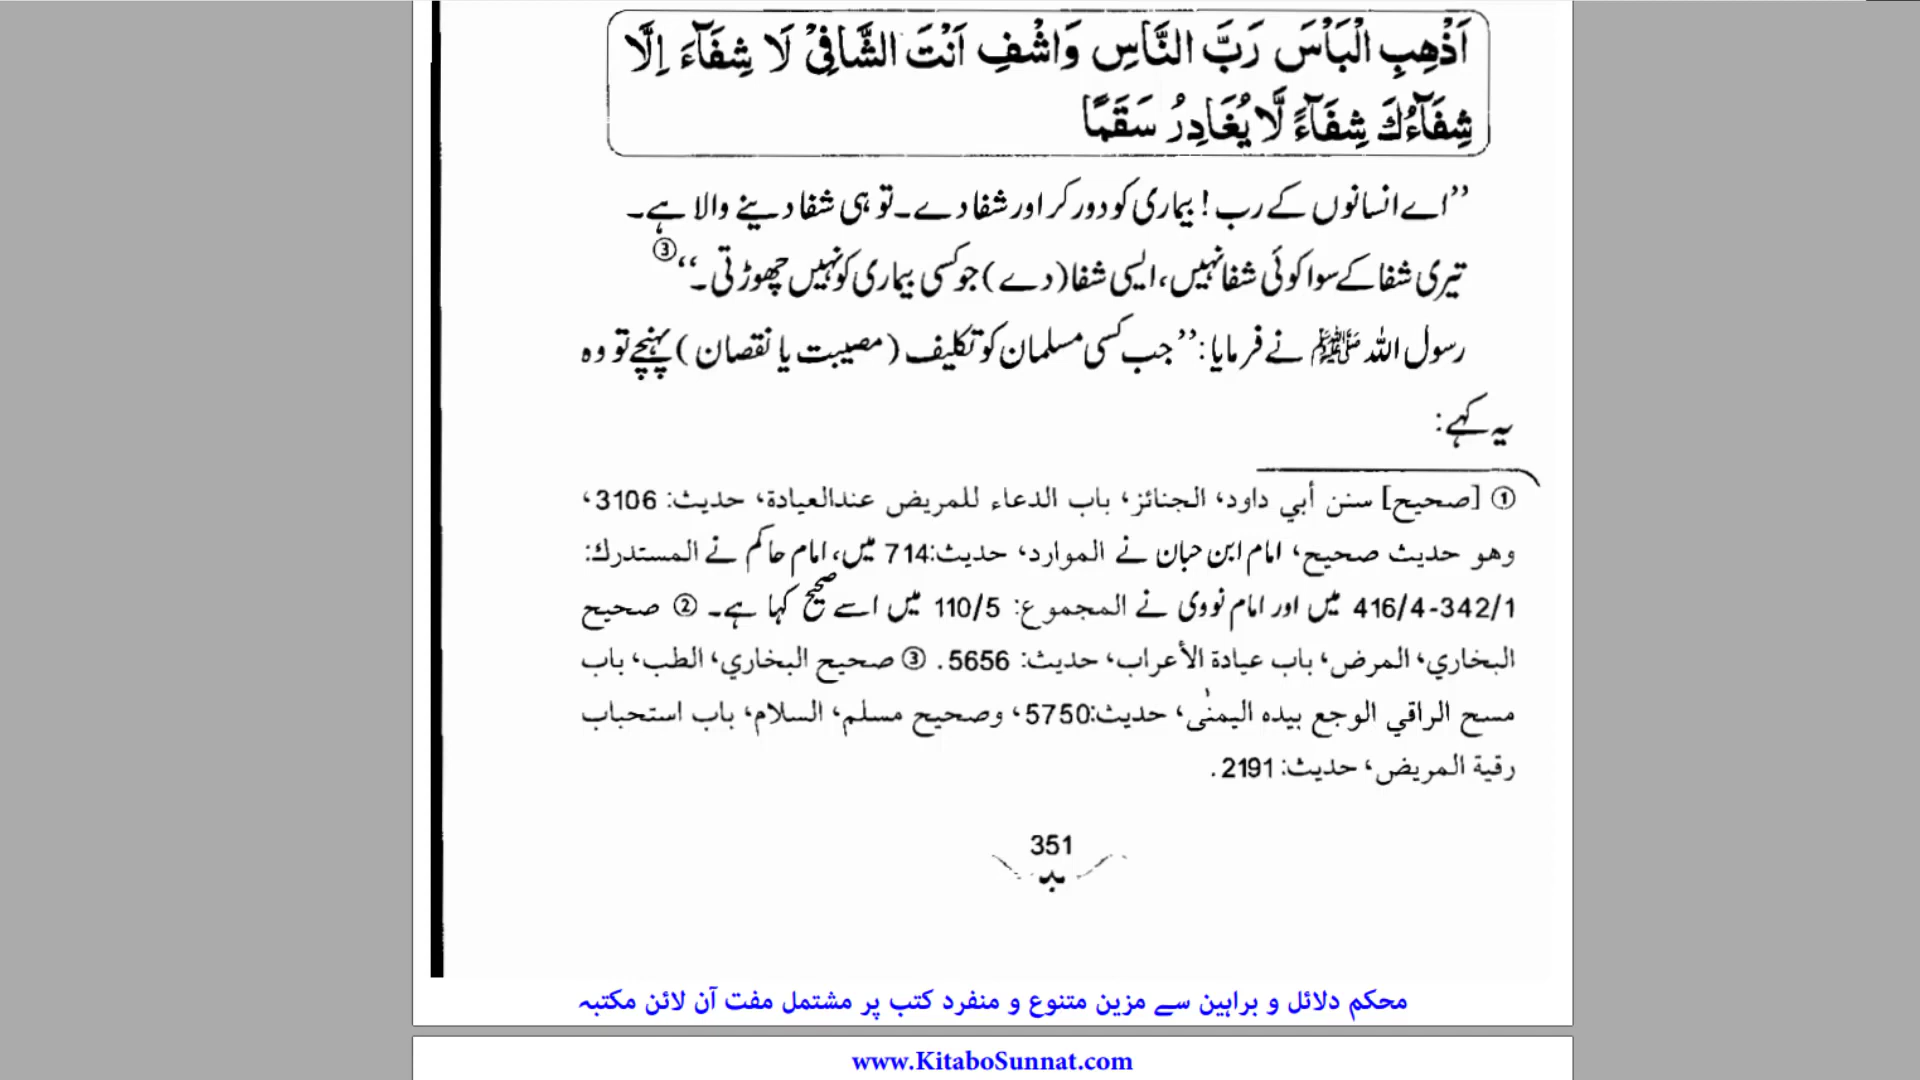 اَذْهِبِ الْبَاْسَ رَبَّ النَّاسِ وَاشْفِ اَنْتَ الشَّافِيْ لَا شِفَآءَ اِلَّا
شِفَآءُكَ شِفَآءً لَّا يُغَادِرُ سَقَمًا
’’اے انسانوں کے رب! بیماری کو دور کر اور شفا دے۔ تو ہی شفا دینے والا ہے۔
تیری شفا کے سوا کوئی شفا نہیں، ایسی شفا (دے) جو کسی بیماری کو نہیں چھوڑتی۔‘‘③
رسول اللہ ﷺ نے فرمایا: ’’جب کسی مسلمان کو تکلیف (مصیبت یا نقصان) پہنچے تو وہ
یہ کہے:
① [صحيح] سنن أبي داود، الجنائز، باب الدعاء للمريض عندالعيادة، حديث: 3106،
وهو حديث صحيح، امام ابن حبان نے الموارد، حديث:714 میں، امام حاکم نے المستدرك:
342/1-416/4 میں اور امام نووی نے المجموع: 110/5 میں اسے صحیح کہا ہے۔ ② صحيح
البخاري، المرض، باب عيادة الأعراب، حديث: 5656. ③ صحيح البخاري، الطب، باب
مسح الراقي الوجع بيده اليمنٰى، حديث:5750، وصحيح مسلم، السلام، باب استحباب
رقية المريض، حديث: 2191.
351
محکم دلائل و براہین سے مزین متنوع و منفرد کتب پر مشتمل مفت آن لائن مکتبہ
www.KitaboSunnat.com